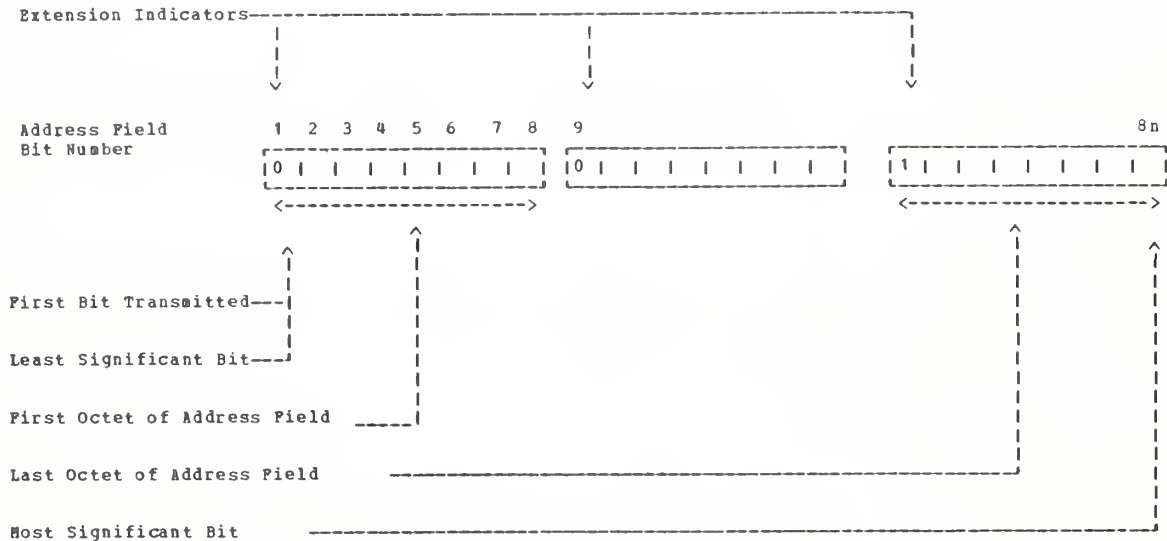 Extension Indicators
Address Field 1 2 3 4 5 6 7 8 9 8n
Bit Number
0 0 1
First Bit Transmitted
Least Significant Bit
First Octet of Address Field
Last Octet of Address Field
Most Significant Bit